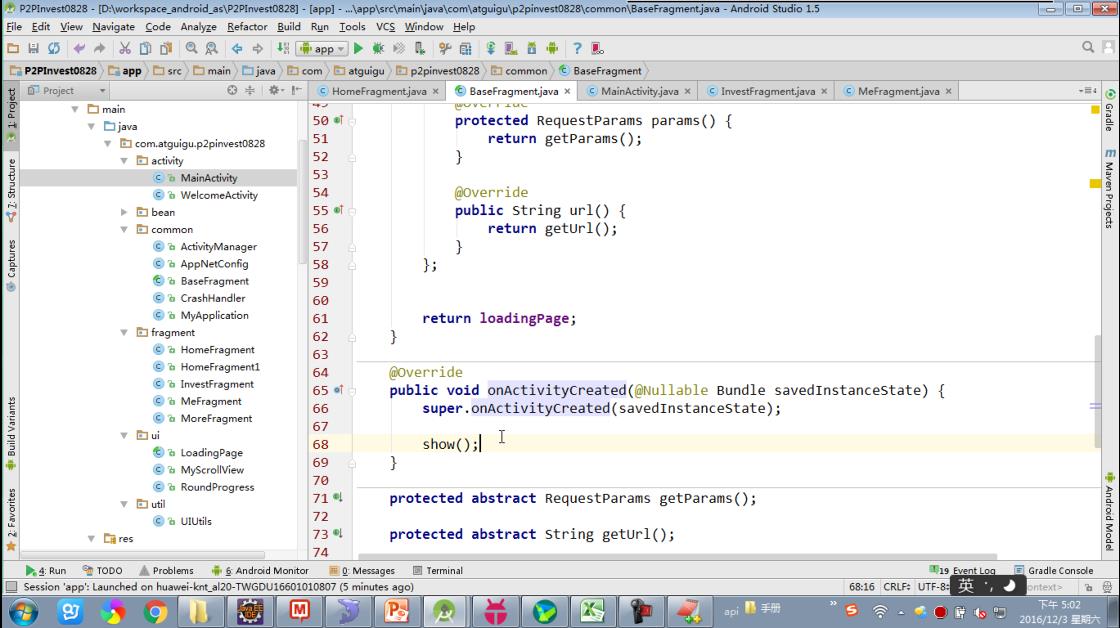 P2PInvest0828 - [D:\workspace_android_as\P2PInvest0828] - [app] - ...\app\src\main\java\com\atguigu\p2pinvest0828\common\BaseFragment.java - Android Studio 1.5
File Edit View Navigate Code Analyze Refactor Build Run Tools VCS Window Help
app
P2PInvest0828 app src main java com atguigu p2pinvest0828 common BaseFragment
Project HomeFragment.java BaseFragment.java MainActivity.java InvestFragment.java MeFragment.java
1: Project
7: Structure
Captures
Build Variants
2: Favorites
main
java
com.atguigu.p2pinvest0828
activity
MainActivity
WelcomeActivity
bean
common
ActivityManager
AppNetConfig
BaseFragment
CrashHandler
MyApplication
fragment
HomeFragment
HomeFragment1
InvestFragment
MeFragment
MoreFragment
ui
LoadingPage
MyScrollView
RoundProgress
util
UIUtils
res
49 @Override
50 protected RequestParams params() {
51 return getParams();
52 }
53
54 @Override
55 public String url() {
56 return getUrl();
57 }
58 };
59
60
61 return loadingPage;
62 }
63
64 @Override
65 public void onActivityCreated(@Nullable Bundle savedInstanceState) {
66 super.onActivityCreated(savedInstanceState);
67
68 show();
69 }
70
71 protected abstract RequestParams getParams();
72
73 protected abstract String getUrl();
74
Gradle
Maven Projects
Android Model
4: Run TODO Problems 6: Android Monitor 0: Messages Terminal 19 Event Log Gradle Console
Session 'app': Launched on huawei-knt_al20-TWGDU16601010807 (5 minutes ago) 68:16 CRLF UTF-8 英 context>
api 手册 下午 5:02
2016/12/3 星期六